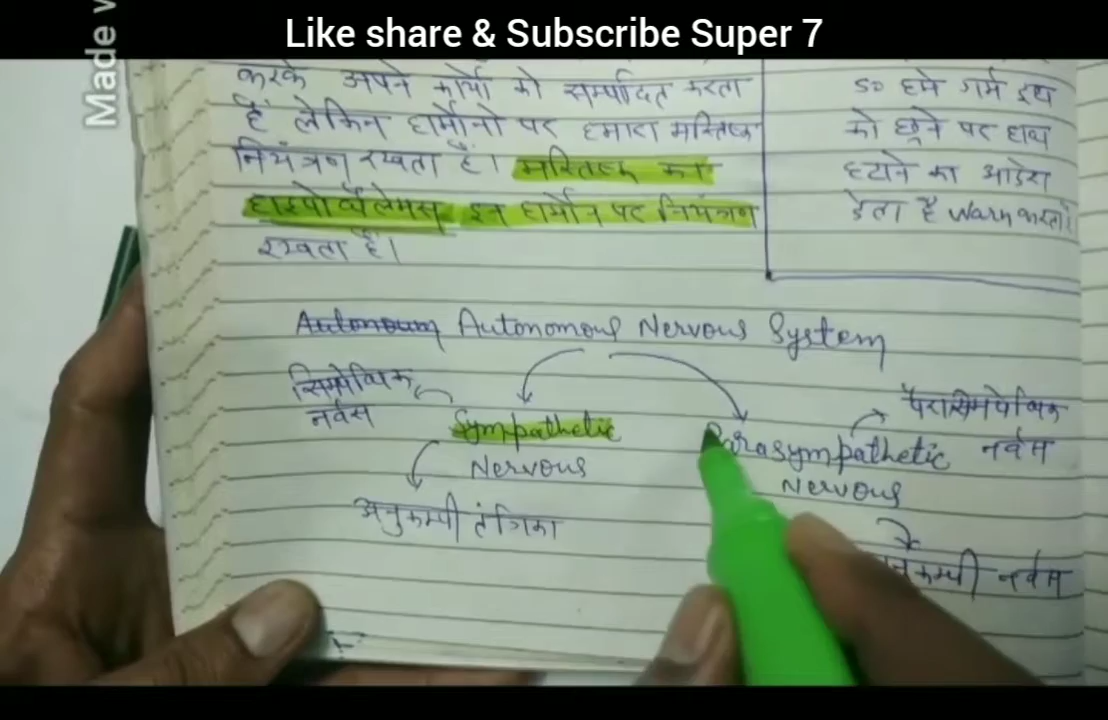 Like share & Subscribe Super 7
Made
करके अपने कार्यो को सम्पादित करता
है लेकिन हार्मोनो पर हमारा मस्तिष्क
नियंत्रण रखता है। मस्तिष्क का
हाइपोथैलेमस इन हार्मोन पर नियंत्रण
रखता है।
so हमे गर्म
को छूने पर हाथ
हटाने का आदेश
देता है warn करता है
Autonomous Nervous System
सिम्पेथिक
नर्वस
Sympathetic
Nervous
अनुकम्पी तंत्रिका
पैरासिमपेथिक
नर्वस
Parasympathetic
Nervous
नुकम्पी नर्वस